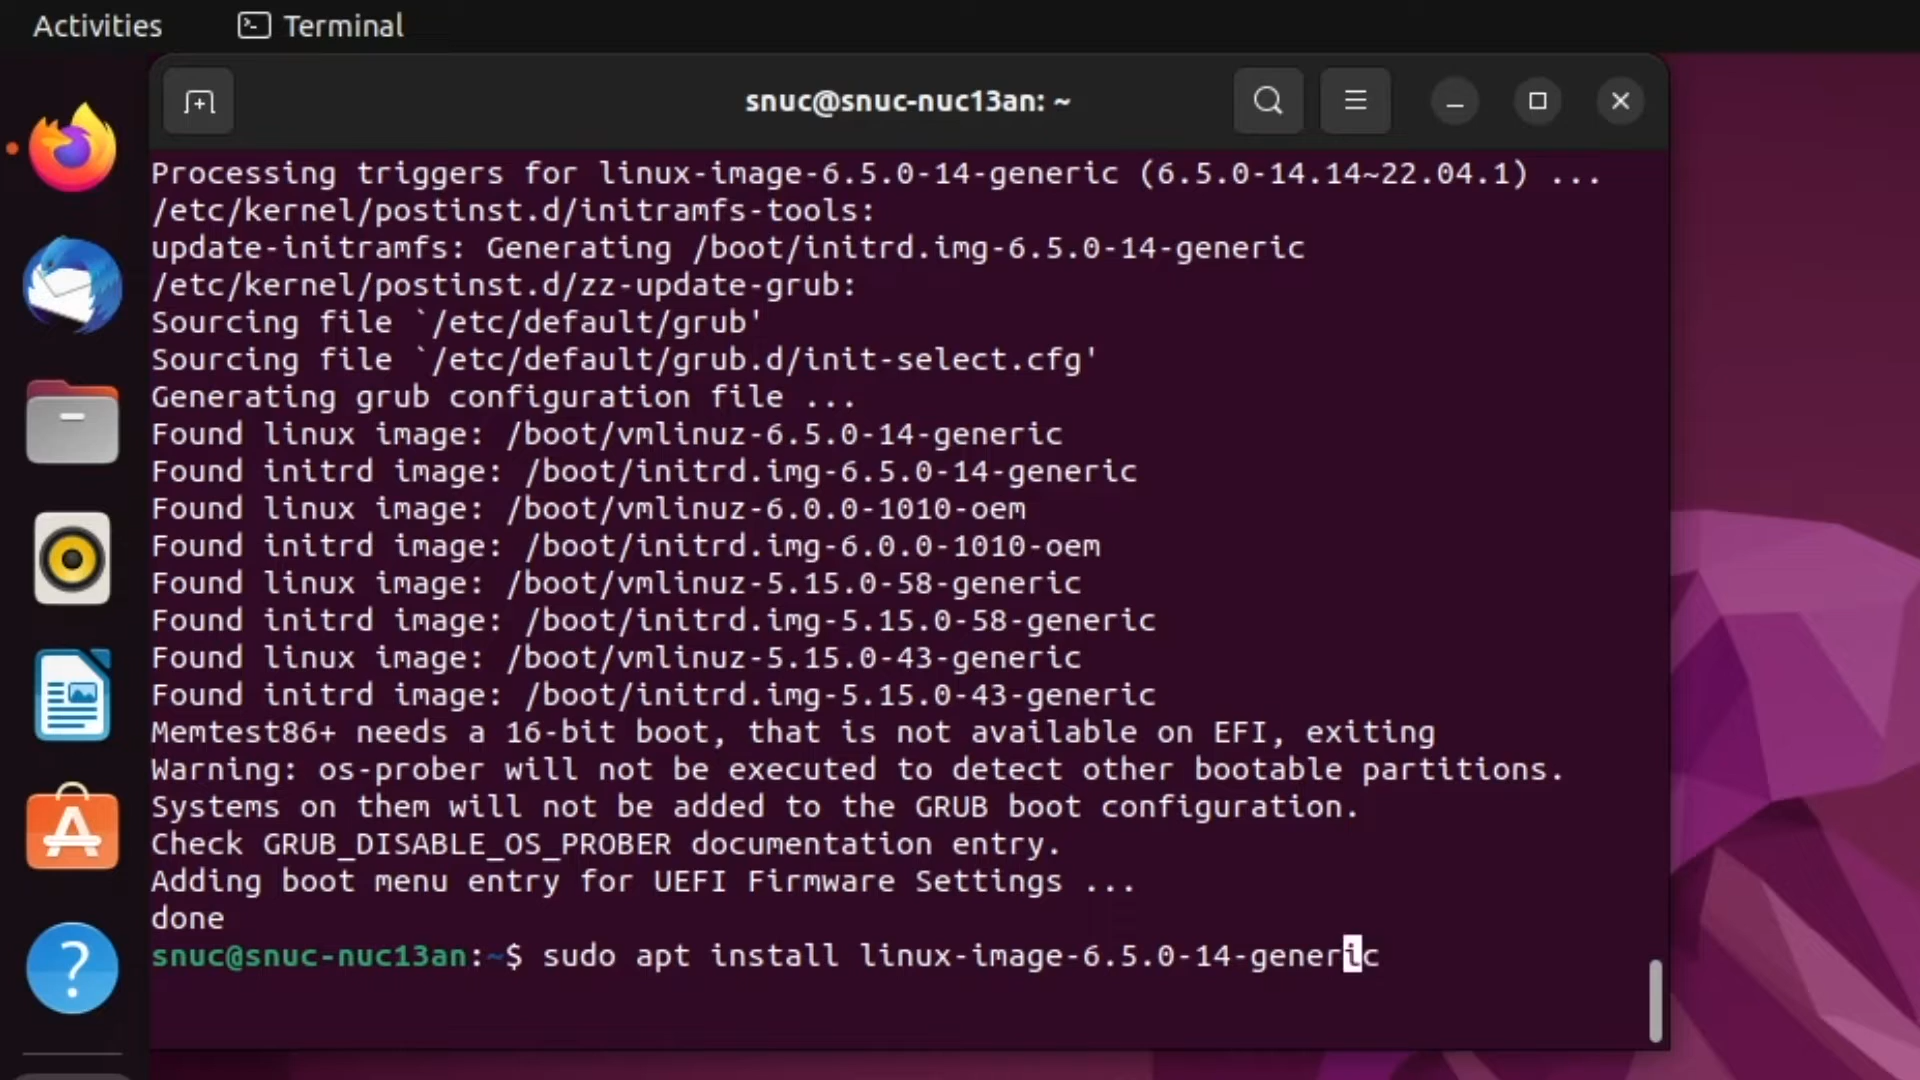 Activities Terminal
snuc@snuc-nuc13an: ~
Processing triggers for linux-image-6.5.0-14-generic (6.5.0-14.14~22.04.1) ...
/etc/kernel/postinst.d/initramfs-tools:
update-initramfs: Generating /boot/initrd.img-6.5.0-14-generic
/etc/kernel/postinst.d/zz-update-grub:
Sourcing file `/etc/default/grub'
Sourcing file `/etc/default/grub.d/init-select.cfg'
Generating grub configuration file ...
Found linux image: /boot/vmlinuz-6.5.0-14-generic
Found initrd image: /boot/initrd.img-6.5.0-14-generic
Found linux image: /boot/vmlinuz-6.0.0-1010-oem
Found initrd image: /boot/initrd.img-6.0.0-1010-oem
Found linux image: /boot/vmlinuz-5.15.0-58-generic
Found initrd image: /boot/initrd.img-5.15.0-58-generic
Found linux image: /boot/vmlinuz-5.15.0-43-generic
Found initrd image: /boot/initrd.img-5.15.0-43-generic
Memtest86+ needs a 16-bit boot, that is not available on EFI, exiting
Warning: os-prober will not be executed to detect other bootable partitions.
Systems on them will not be added to the GRUB boot configuration.
Check GRUB_DISABLE_OS_PROBER documentation entry.
Adding boot menu entry for UEFI Firmware Settings ...
done
snuc@snuc-nuc13an:~$ sudo apt install linux-image-6.5.0-14-generic